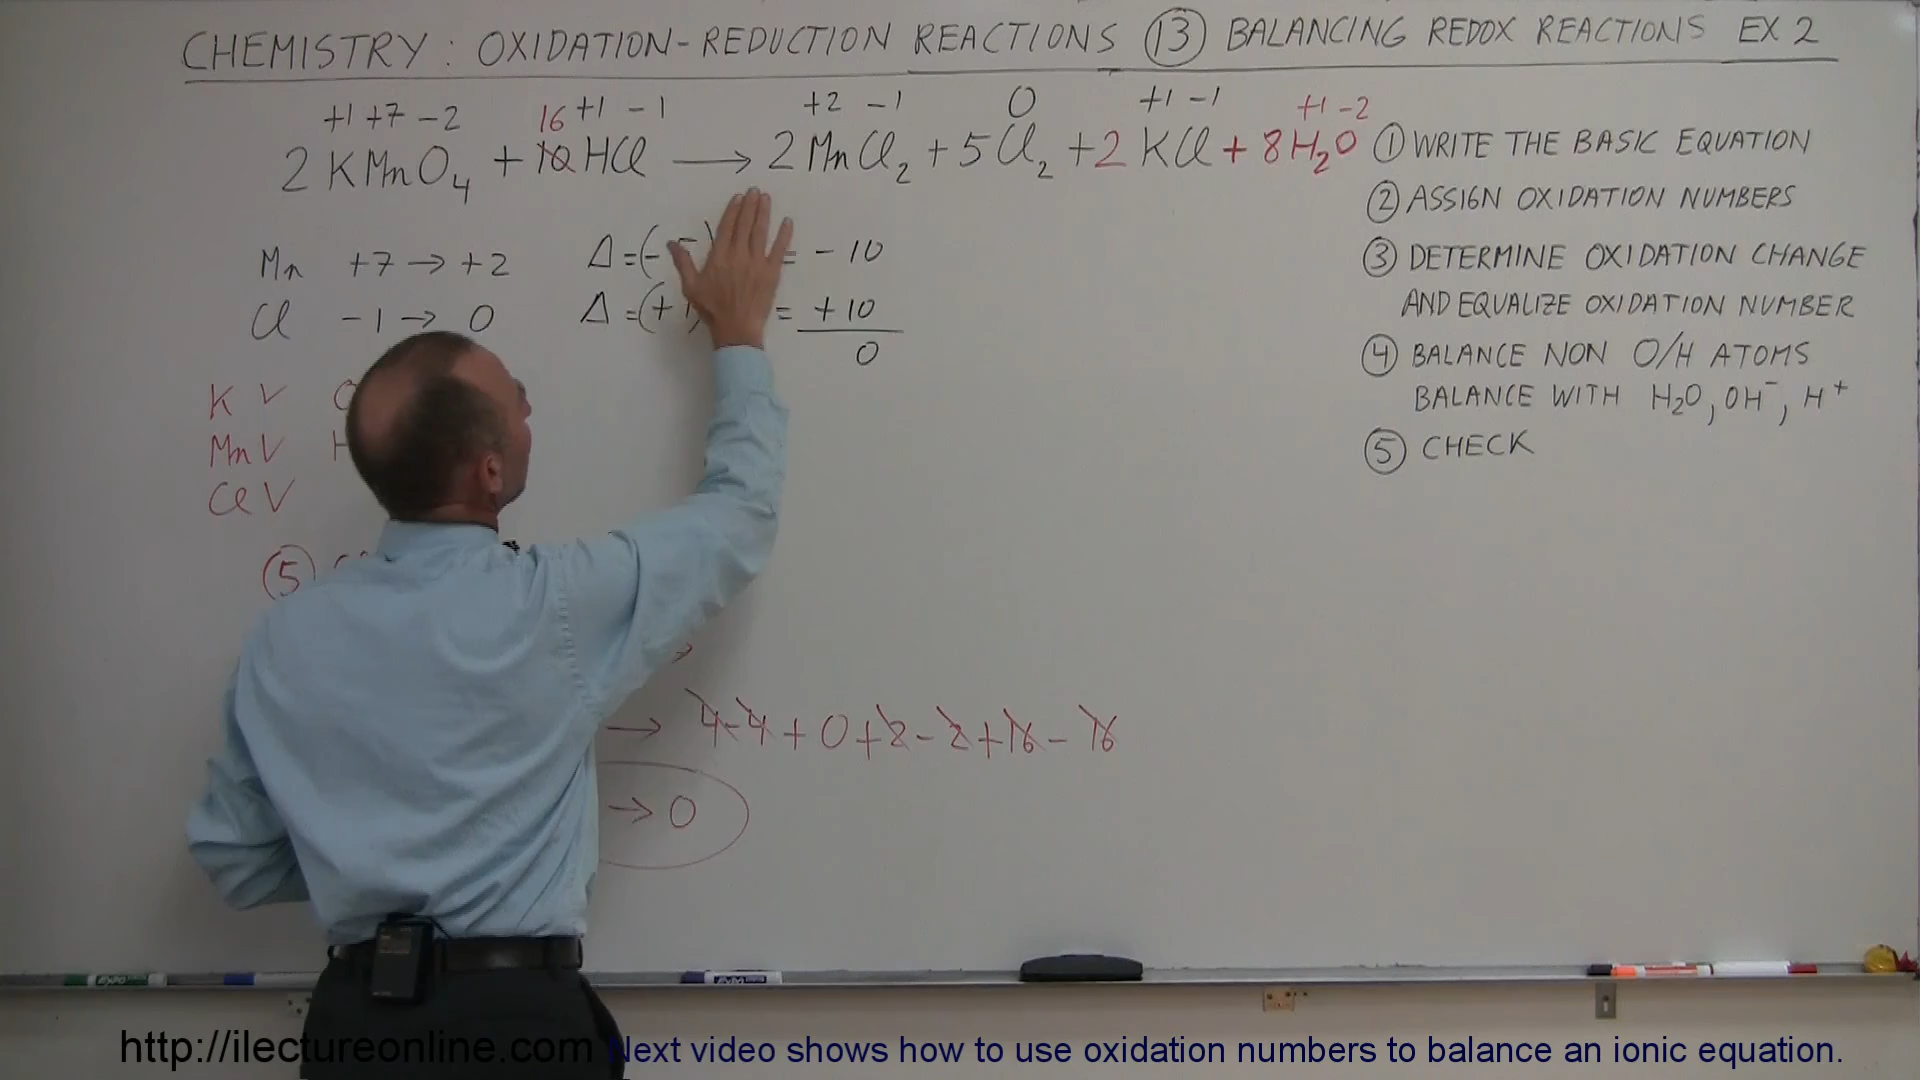 CHEMISTRY: OXIDATION-REDUCTION REACTIONS 13 BALANCING REDOX REACTIONS EX 2
+1 +7 -2 16 +1 -1 +2 -1 0 +1 -1 +1 -2
2 KMnO4 + 10 HCl → 2 MnCl2 + 5 Cl2 + 2 KCl + 8 H2O
Mn +7 → +2 Δ = (-5) = -10
Cl -1 → 0 Δ = (+1) = +10
0
K V
Mn V H
Cl V
5
→
→ 4 - 4 + 0 + 2 - 2 + 16 - 16
→ 0
1 WRITE THE BASIC EQUATION
2 ASSIGN OXIDATION NUMBERS
3 DETERMINE OXIDATION CHANGE
AND EQUALIZE OXIDATION NUMBER
4 BALANCE NON O/H ATOMS
BALANCE WITH H2O, OH-, H+
5 CHECK
http://ilectureonline.com Next video shows how to use oxidation numbers to balance an ionic equation.